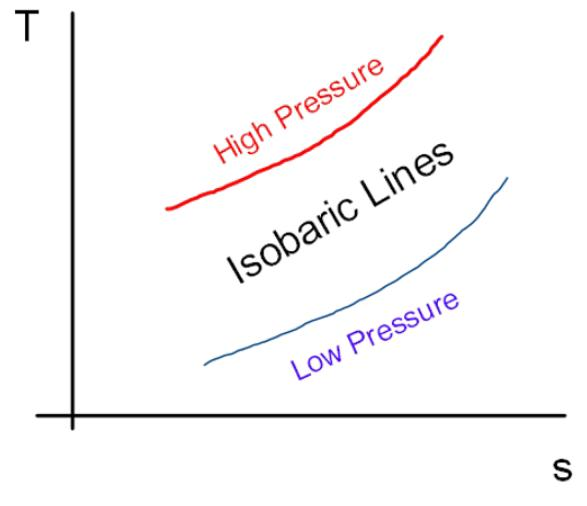 T
High Pressure
Isobaric Lines
Low Pressure
s